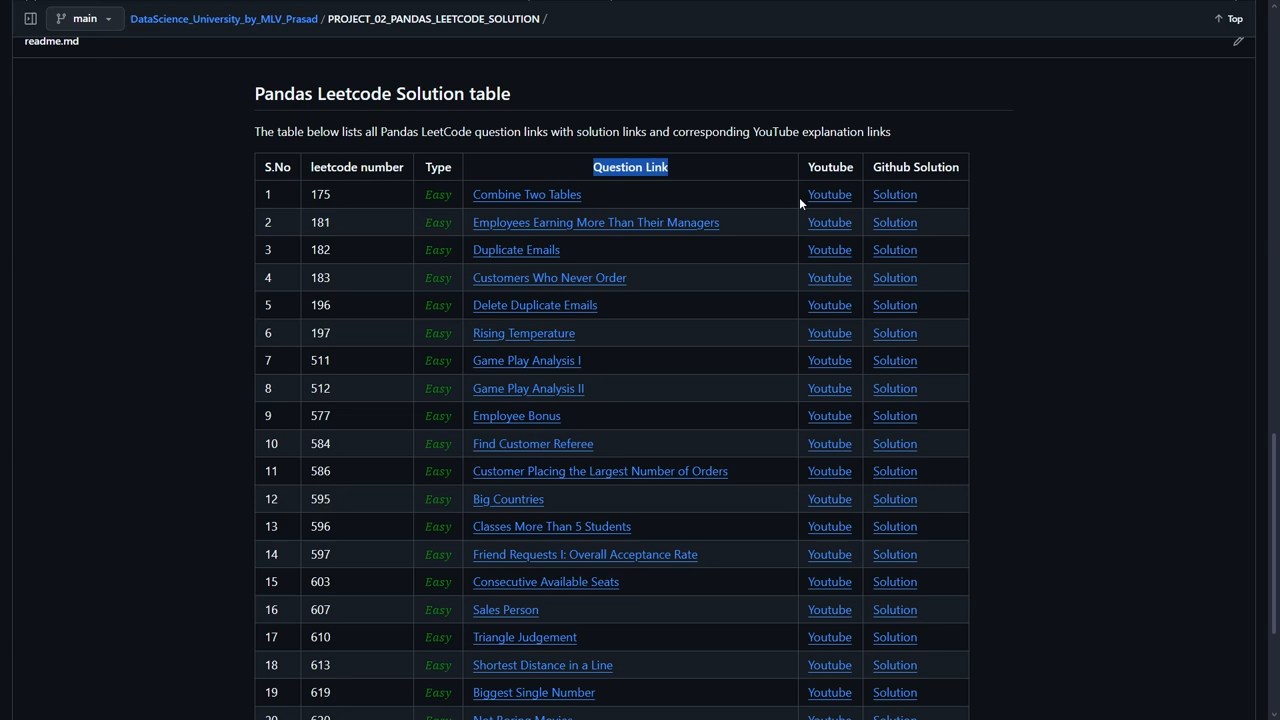 main DataScience_University_by_MLV_Prasad / PROJECT_02_PANDAS_LEETCODE_SOLUTION / Top
readme.md
Pandas Leetcode Solution table
The table below lists all Pandas LeetCode question links with solution links and corresponding YouTube explanation links
S.No leetcode number Type Question Link Youtube Github Solution
1 175 Easy Combine Two Tables Youtube Solution
2 181 Easy Employees Earning More Than Their Managers Youtube Solution
3 182 Easy Duplicate Emails Youtube Solution
4 183 Easy Customers Who Never Order Youtube Solution
5 196 Easy Delete Duplicate Emails Youtube Solution
6 197 Easy Rising Temperature Youtube Solution
7 511 Easy Game Play Analysis I Youtube Solution
8 512 Easy Game Play Analysis II Youtube Solution
9 577 Easy Employee Bonus Youtube Solution
10 584 Easy Find Customer Referee Youtube Solution
11 586 Easy Customer Placing the Largest Number of Orders Youtube Solution
12 595 Easy Big Countries Youtube Solution
13 596 Easy Classes More Than 5 Students Youtube Solution
14 597 Easy Friend Requests I: Overall Acceptance Rate Youtube Solution
15 603 Easy Consecutive Available Seats Youtube Solution
16 607 Easy Sales Person Youtube Solution
17 610 Easy Triangle Judgement Youtube Solution
18 613 Easy Shortest Distance in a Line Youtube Solution
19 619 Easy Biggest Single Number Youtube Solution
20 620 Easy Not Boring Movies Youtube Solution